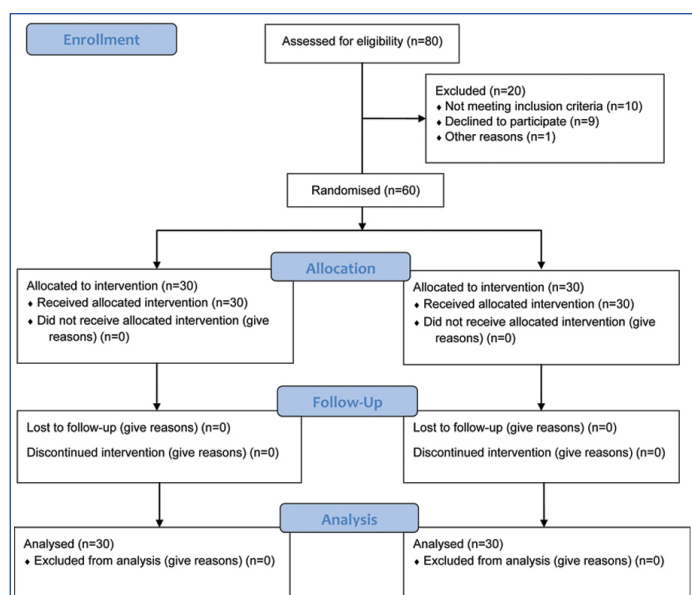 Enrollment
Assessed for eligibility (n=80)
Excluded (n=20)
♦ Not meeting inclusion criteria (n=10)
♦ Declined to participate (n=9)
♦ Other reasons (n=1)
Randomised (n=60)
Allocation
Allocated to intervention (n=30)
♦ Received allocated intervention (n=30)
♦ Did not receive allocated intervention (give
reasons) (n=0)
Allocated to intervention (n=30)
♦ Received allocated intervention (n=30)
♦ Did not receive allocated intervention (give
reasons) (n=0)
Follow-Up
Lost to follow-up (give reasons) (n=0)
Discontinued intervention (give reasons) (n=0)
Lost to follow-up (give reasons) (n=0)
Discontinued intervention (give reasons) (n=0)
Analysis
Analysed (n=30)
♦ Excluded from analysis (give reasons) (n=0)
Analysed (n=30)
♦ Excluded from analysis (give reasons) (n=0)